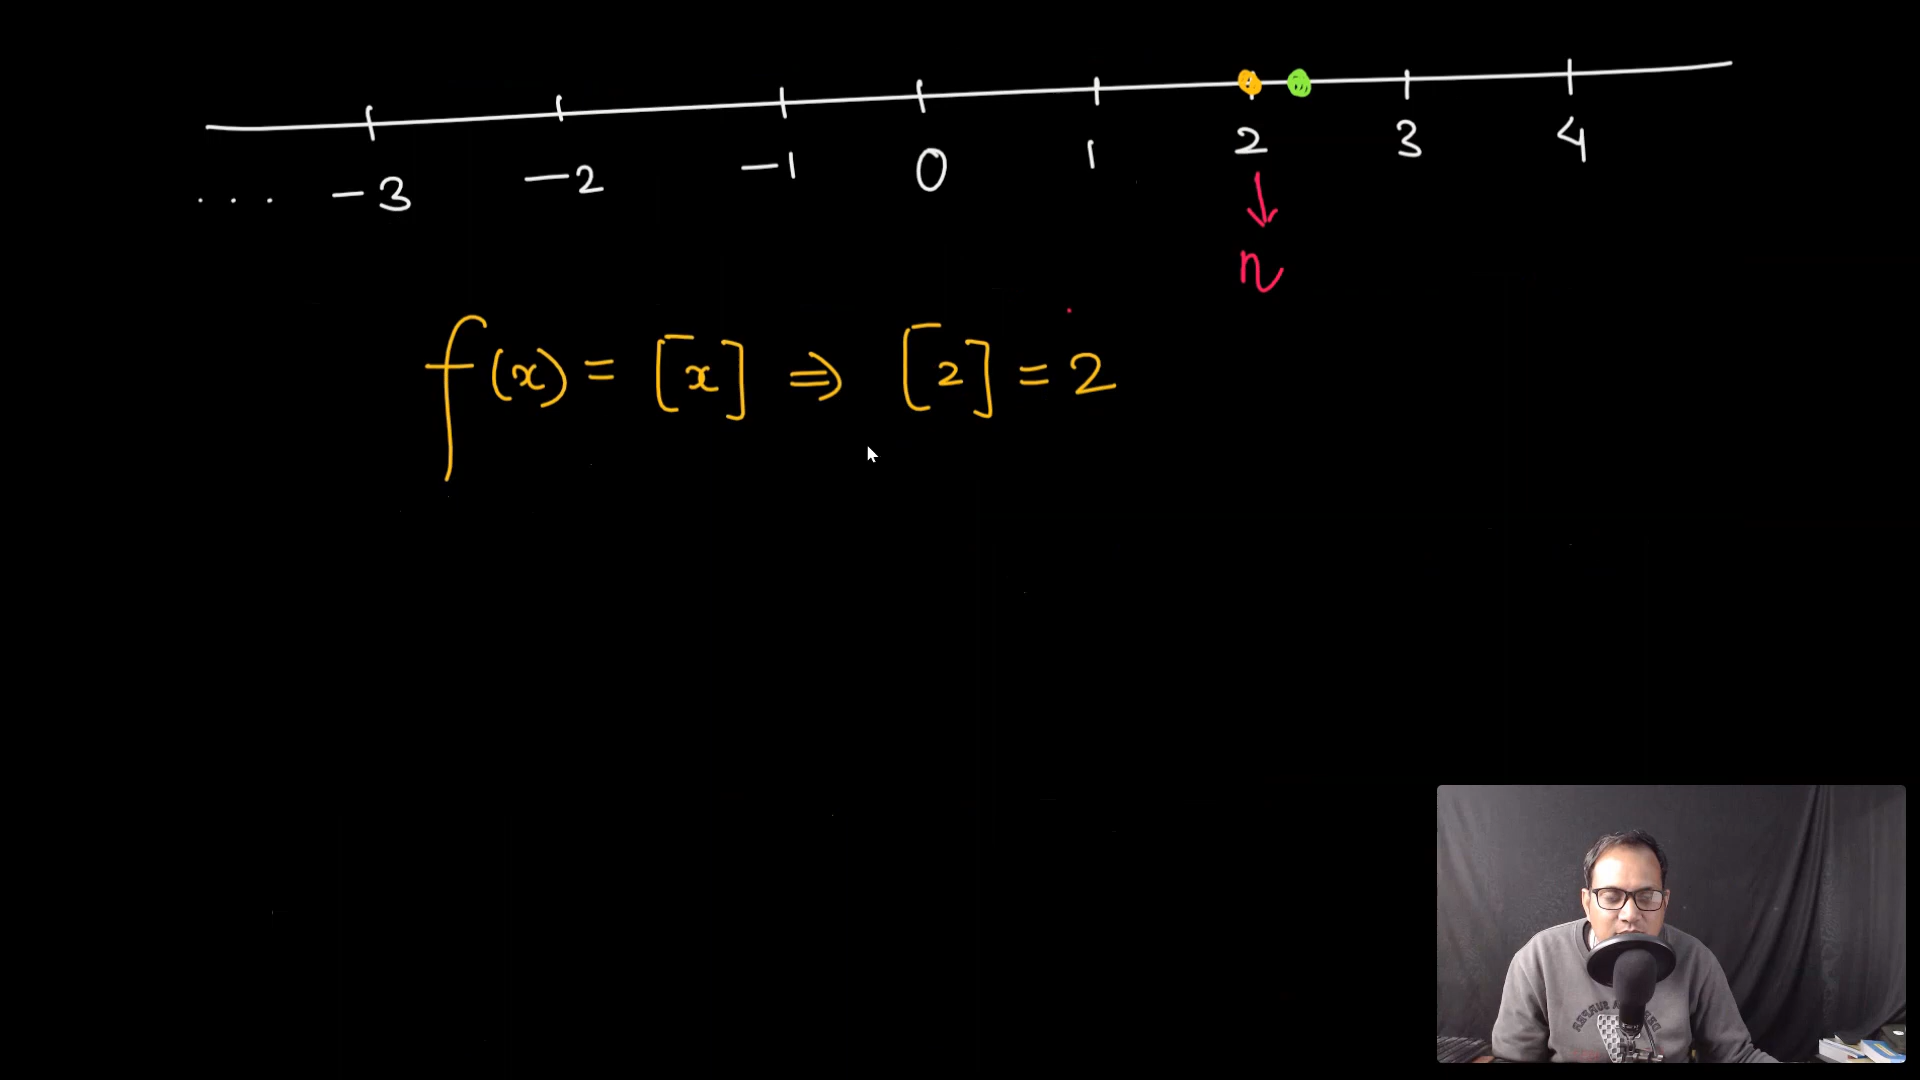 ... -3 -2 -1 0 1 2 3 4
↓
n
f(x) = [x] ⇒ [2] = 2